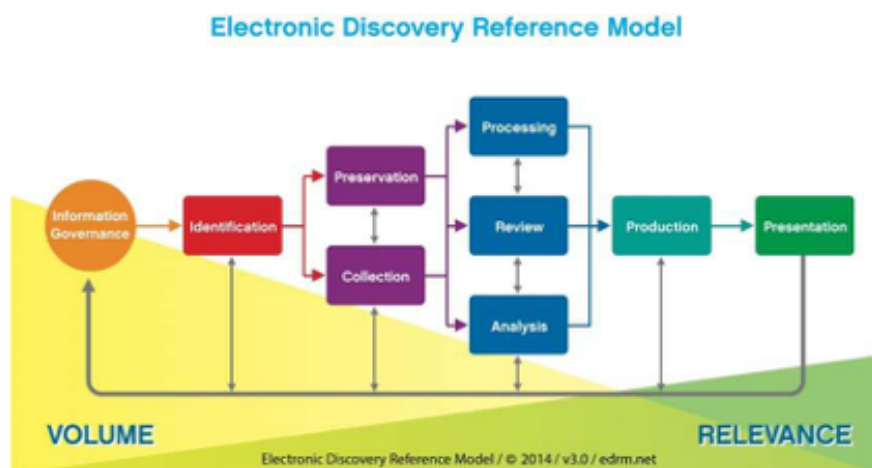 Electronic Discovery Reference Model
Processing
Preservation
Information
Governance
Identification
Review
Production
Presentation
Collection
Analysis
VOLUME
RELEVANCE
Electronic Discovery Reference Model / © 2014 / v3.0 / edrm.net